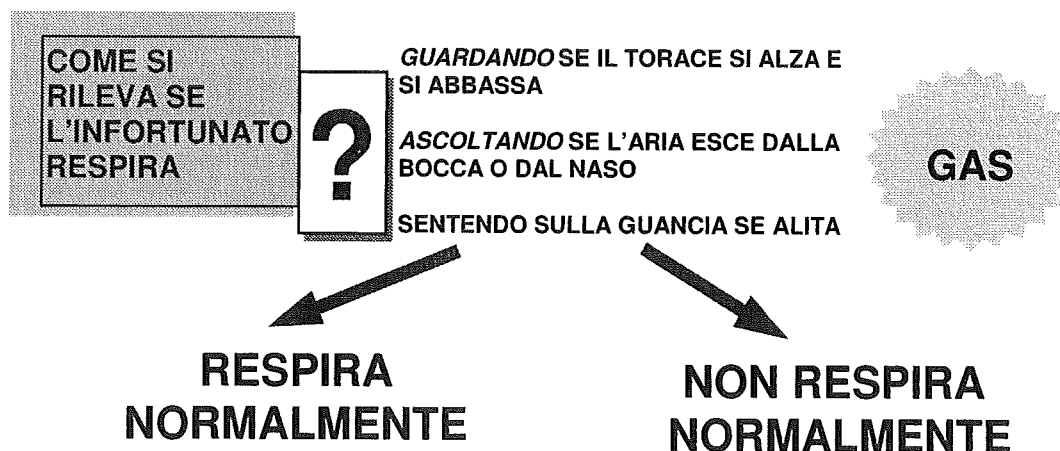 COME SI
RILEVA SE
L'INFORTUNATO
RESPIRA
?
GUARDANDO SE IL TORACE SI ALZA E
SI ABBASSA
ASCOLTANDO SE L'ARIA ESCE DALLA
BOCCA O DAL NASO
SENTENDO SULLA GUANCIA SE ALITA
GAS
RESPIRA
NORMALMENTE
NON RESPIRA
NORMALMENTE